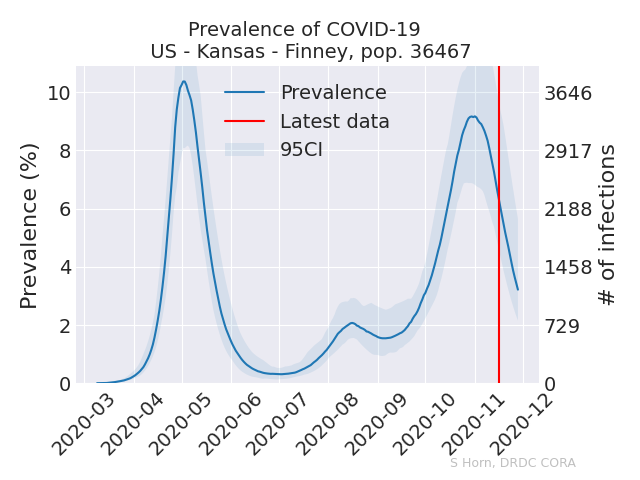 Prevalence of COVID-19
US - Kansas - Finney, pop. 36467
Prevalence
Latest data
95CI
Prevalence (%)
10
8
6
4
2
0
3646
2917
2188
1458
729
0
# of infections
2020-03
2020-04
2020-05
2020-06
2020-07
2020-08
2020-09
2020-10
2020-11
2020-12
S Horn, DRDC CORA